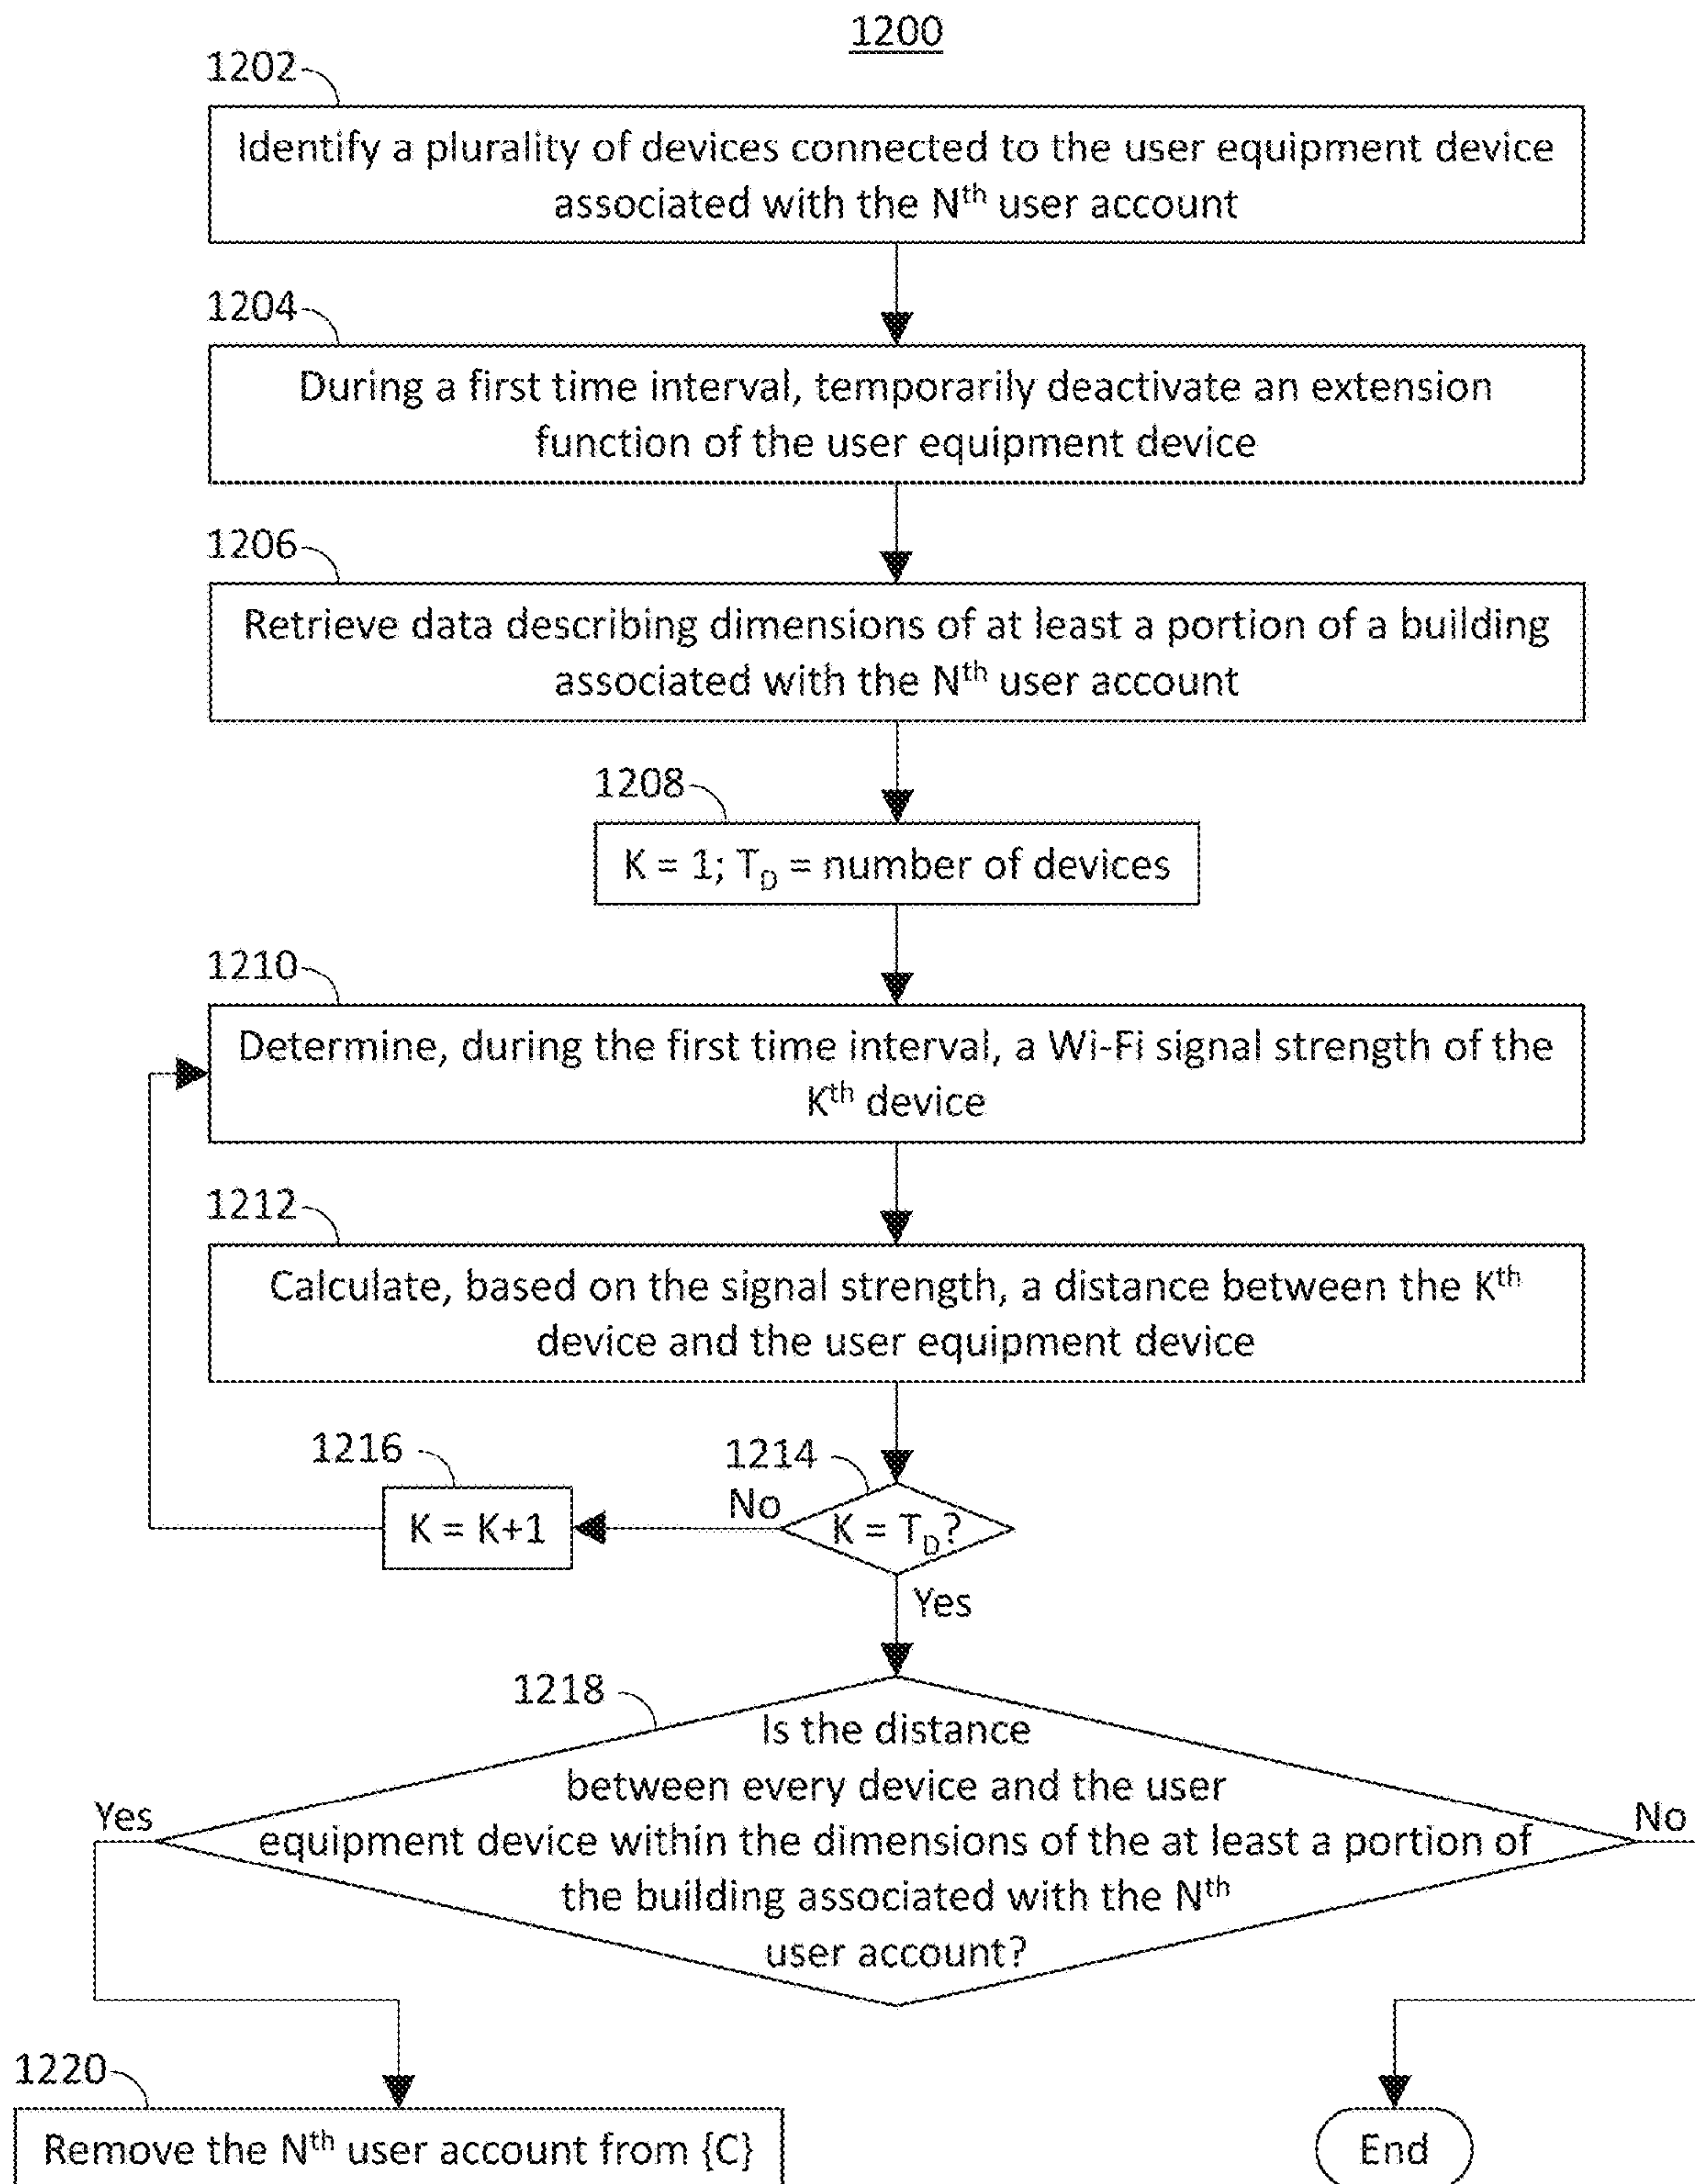 1200
1202
Identify a plurality of devices connected to the user equipment device
associated with the Nth user account
1204
During a first time interval, temporarily deactivate an extension
function of the user equipment device
1206
Retrieve data describing dimensions of at least a portion of a building
associated with the Nth user account
1208
K = 1; TD = number of devices
1210
Determine, during the first time interval, a Wi-Fi signal strength of the
Kth device
1212
Calculate, based on the signal strength, a distance between the Kth
device and the user equipment device
1216
1214
No
K = K+1
K = TD?
Yes
1218
Is the distance
between every device and the user
Yes
No
equipment device within the dimensions of the at least a portion of
the building associated with the Nth
user account?
1220
Remove the Nth user account from {C}
End